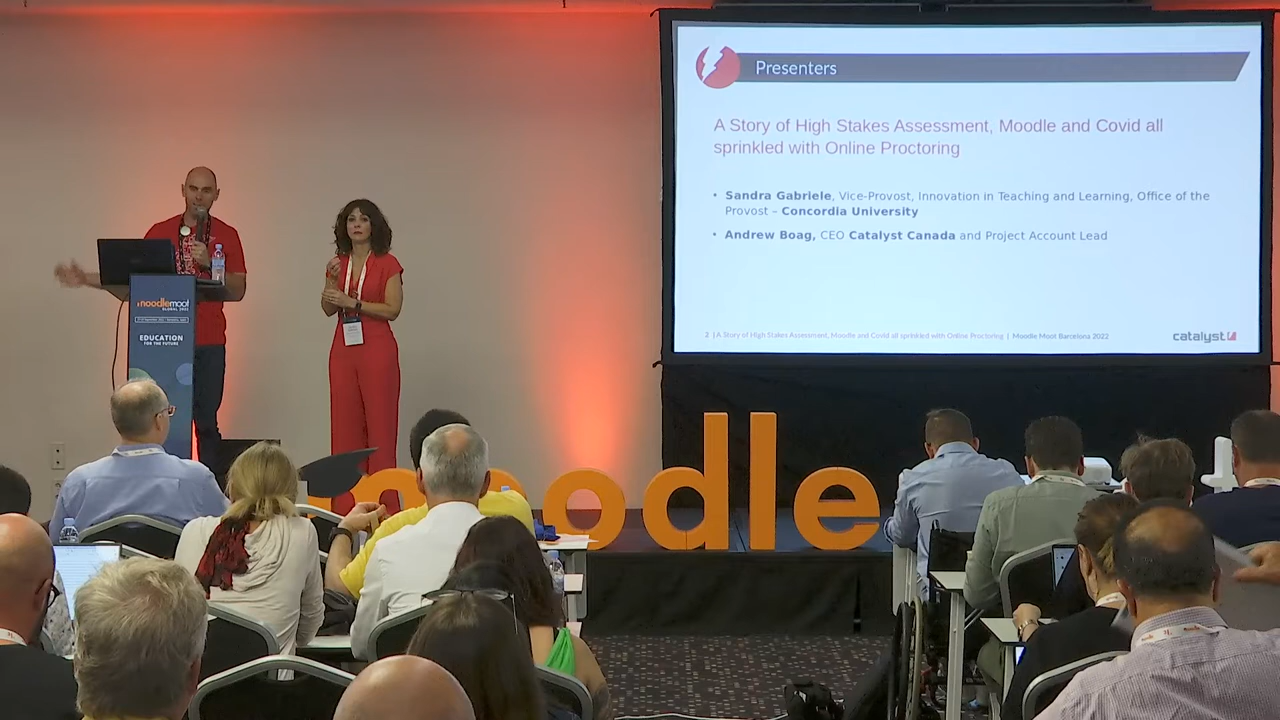 Presenters
A Story of High Stakes Assessment, Moodle and Covid all
sprinkled with Online Proctoring
• Sandra Gabriele, Vice-Provost, Innovation in Teaching and Learning, Office of the
Provost – Concordia University
• Andrew Boag, CEO Catalyst Canada and Project Account Lead
2 | A Story of High Stakes Assessment, Moodle and Covid all sprinkled with Online Proctoring | Moodle Moot Barcelona 2022
catalyst
moodlemoot
GLOBAL 2022
EDUCATION
FOR THE FUTURE
moodle